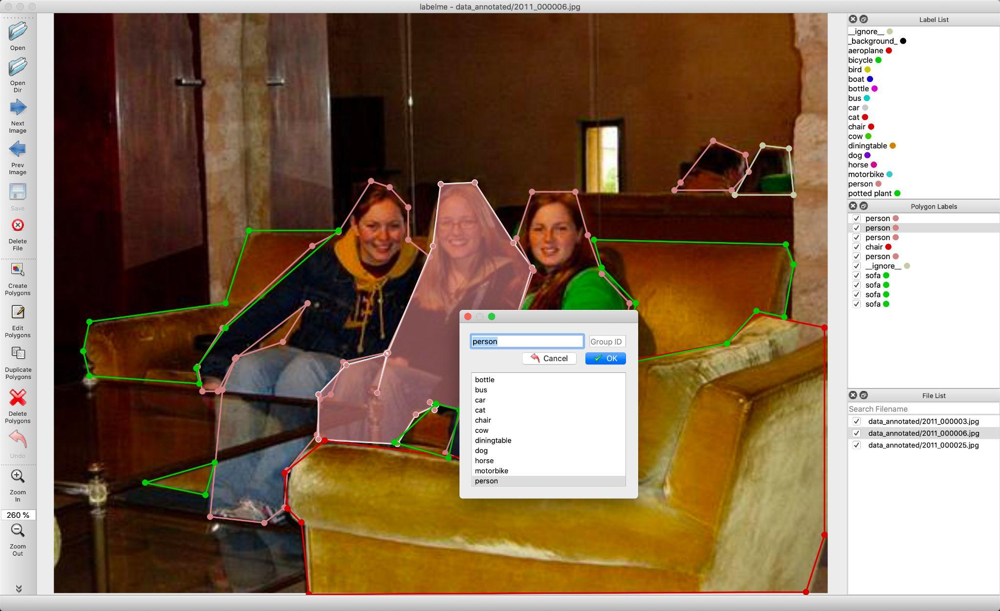 labelme - data_annotated/2011_000006.jpg
Open
Open
Dir
Next
Image
Prev
Image
Save
Delete
File
Create
Polygons
Edit
Polygons
Duplicate
Polygons
Delete
Polygons
Undo
Zoom
In
260 %
Zoom
Out
person
Group ID
Cancel
OK
bottle
bus
car
cat
chair
cow
diningtable
dog
horse
motorbike
person
Label List
__ignore__
_background_
aeroplane
bicycle
bird
boat
bottle
bus
car
cat
chair
cow
diningtable
dog
horse
motorbike
person
potted plant
Polygon Labels
person
person
person
chair
person
__ignore__
sofa
sofa
sofa
sofa
File List
Search Filename
data_annotated/2011_000003.jpg
data_annotated/2011_000006.jpg
data_annotated/2011_000025.jpg